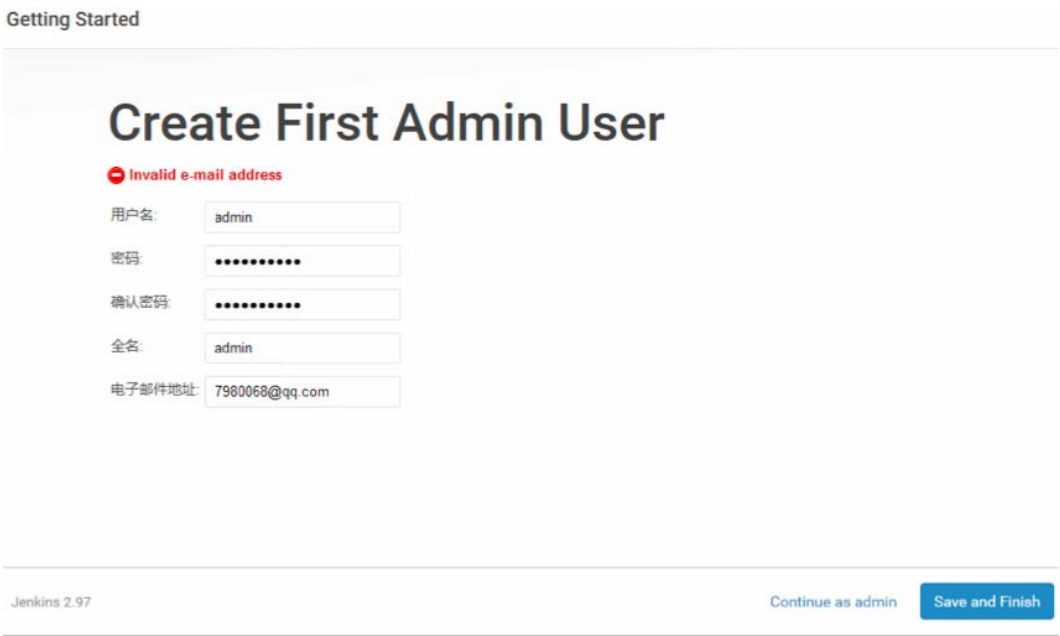 Getting Started
Create First Admin User
Invalid e-mail address
用户名: admin
密码: ••••••••••
确认密码: ••••••••••
全名: admin
电子邮件地址: 7980068@qq.com
Jenkins 2.97 Continue as admin Save and Finish